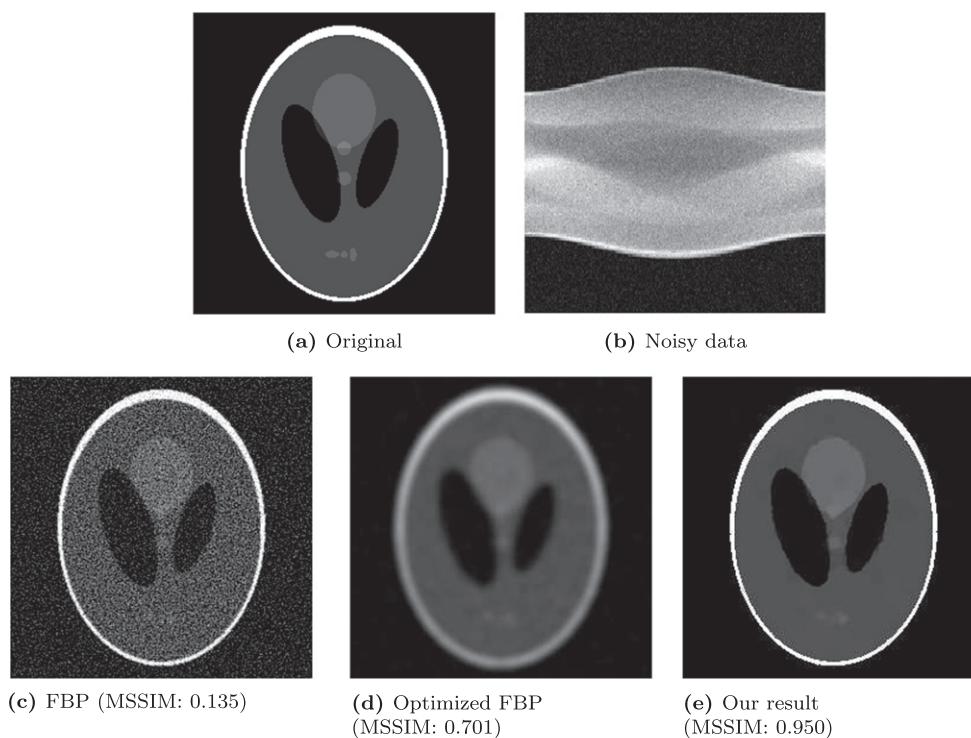 (a) Original
(b) Noisy data
(c) FBP (MSSIM: 0.135)
(d) Optimized FBP
(MSSIM: 0.701)
(e) Our result
(MSSIM: 0.950)